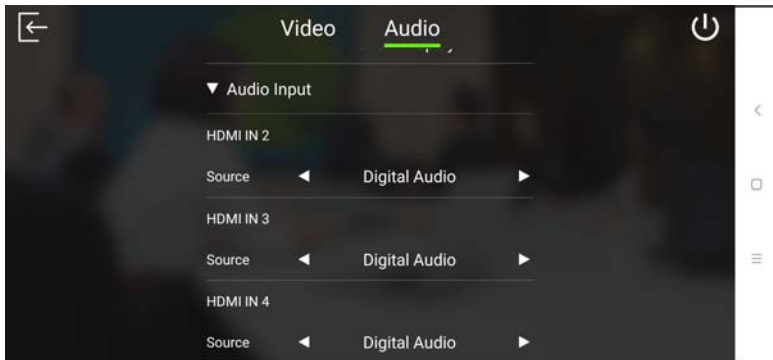 Video Audio
Audio Input
HDMI IN 2
Source Digital Audio
HDMI IN 3
Source Digital Audio
HDMI IN 4
Source Digital Audio